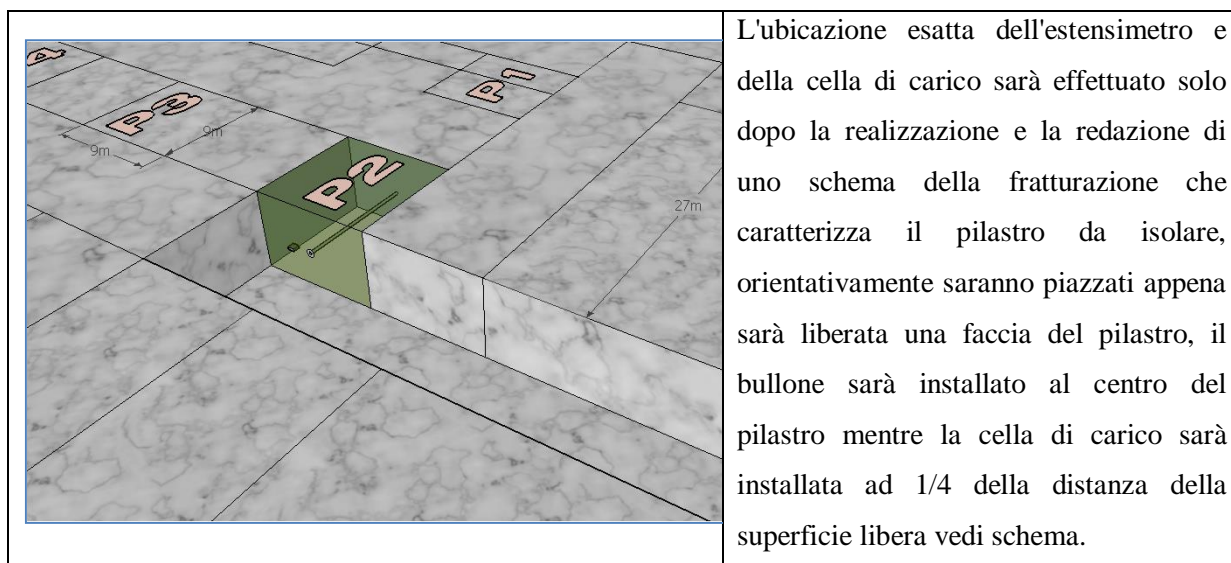 4
P3
9m
9m
P1
P2
27m
L'ubicazione esatta dell'estensimetro e
della cella di carico sarà effettuato solo
dopo la realizzazione e la redazione di
uno schema della fratturazione che
caratterizza il pilastro da isolare,
orientativamente saranno piazzati appena
sarà liberata una faccia del pilastro, il
bullone sarà installato al centro del
pilastro mentre la cella di carico sarà
installata ad 1/4 della distanza della
superficie libera vedi schema.